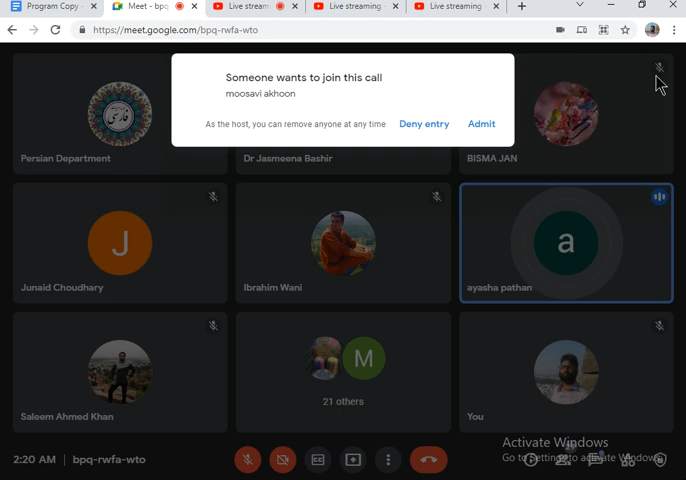 Program Copy -
Meet - bpq
Live stream
Live streaming -
Live streaming -
https://meet.google.com/bpq-rwfa-wto
Someone wants to join this call
moosavi akhoon
As the host, you can remove anyone at any time
Deny entry
Admit
فارسی
Persian Department
Dr Jasmeena Bashir
BISMA JAN
J
a
Junaid Choudhary
Ibrahim Wani
ayasha pathan
M
21 others
Saleem Ahmed Khan
You
Activate Windows
Go to Settings to activate Windows.
2:20 AM | bpq-rwfa-wto